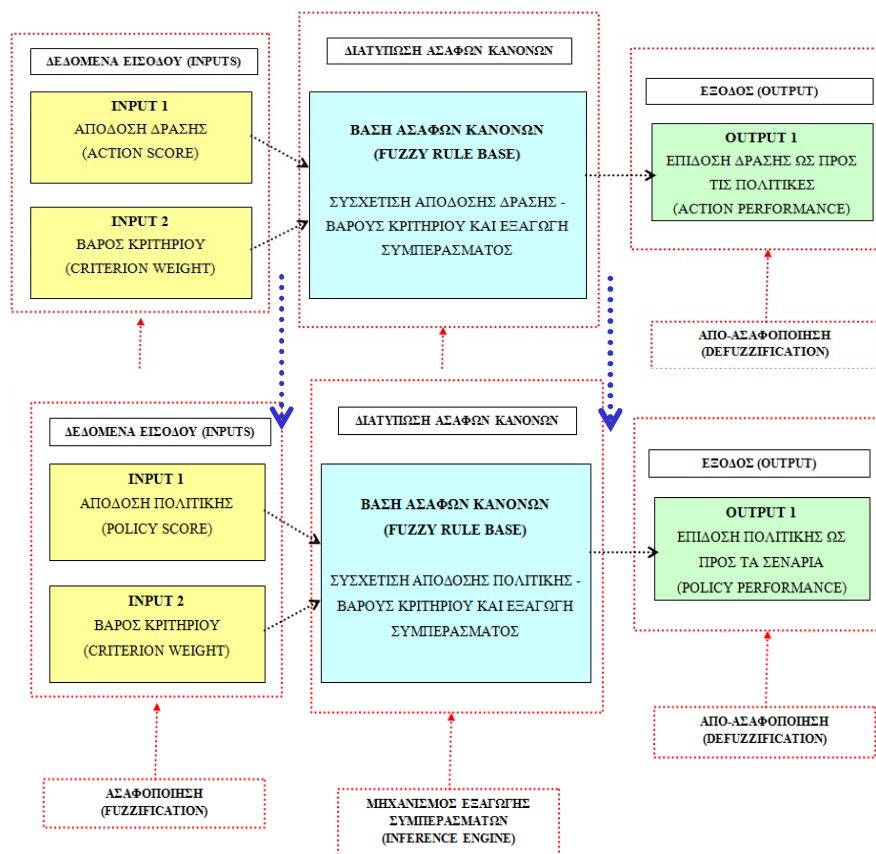 ΔΕΔΟΜΕΝΑ ΕΙΣΟΔΟΥ (INPUTS)
INPUT 1
ΑΠΟΔΟΣΗ ΔΡΑΣΗΣ
(ACTION SCORE)
INPUT 2
ΒΑΡΟΣ ΚΡΙΤΗΡΙΟΥ
(CRITERION WEIGHT)
ΔΙΑΤΥΠΩΣΗ ΑΣΑΦΩΝ ΚΑΝΟΝΩΝ
ΒΑΣΗ ΑΣΑΦΩΝ ΚΑΝΟΝΩΝ
(FUZZY RULE BASE)
ΣΥΣΧΕΤΙΣΗ ΑΠΟΔΟΣΗΣ ΔΡΑΣΗΣ -
ΒΑΡΟΥΣ ΚΡΙΤΗΡΙΟΥ ΚΑΙ ΕΞΑΓΩΓΗ
ΣΥΜΠΕΡΑΣΜΑΤΟΣ
ΕΞΟΔΟΣ (OUTPUT)
OUTPUT 1
ΕΠΙΔΟΣΗ ΔΡΑΣΗΣ ΩΣ ΠΡΟΣ
ΤΙΣ ΠΟΛΙΤΙΚΕΣ
(ACTION PERFORMANCE)
ΑΠΟ-ΑΣΑΦΟΠΟΙΗΣΗ
(DEFUZZIFICATION)
ΔΕΔΟΜΕΝΑ ΕΙΣΟΔΟΥ (INPUTS)
INPUT 1
ΑΠΟΔΟΣΗ ΠΟΛΙΤΙΚΗΣ
(POLICY SCORE)
INPUT 2
ΒΑΡΟΣ ΚΡΙΤΗΡΙΟΥ
(CRITERION WEIGHT)
ΔΙΑΤΥΠΩΣΗ ΑΣΑΦΩΝ ΚΑΝΟΝΩΝ
ΒΑΣΗ ΑΣΑΦΩΝ ΚΑΝΟΝΩΝ
(FUZZY RULE BASE)
ΣΥΣΧΕΤΙΣΗ ΑΠΟΔΟΣΗΣ ΠΟΛΙΤΙΚΗΣ -
ΒΑΡΟΥΣ ΚΡΙΤΗΡΙΟΥ ΚΑΙ ΕΞΑΓΩΓΗ
ΣΥΜΠΕΡΑΣΜΑΤΟΣ
ΕΞΟΔΟΣ (OUTPUT)
OUTPUT 1
ΕΠΙΔΟΣΗ ΠΟΛΙΤΙΚΗΣ ΩΣ
ΠΡΟΣ ΤΑ ΣΕΝΑΡΙΑ
(POLICY PERFORMANCE)
ΑΠΟ-ΑΣΑΦΟΠΟΙΗΣΗ
(DEFUZZIFICATION)
ΑΣΑΦΟΠΟΙΗΣΗ
(FUZZIFICATION)
ΜΗΧΑΝΙΣΜΟΣ ΕΞΑΓΩΓΗΣ
ΣΥΜΠΕΡΑΣΜΑΤΩΝ
(INFERENCE ENGINE)